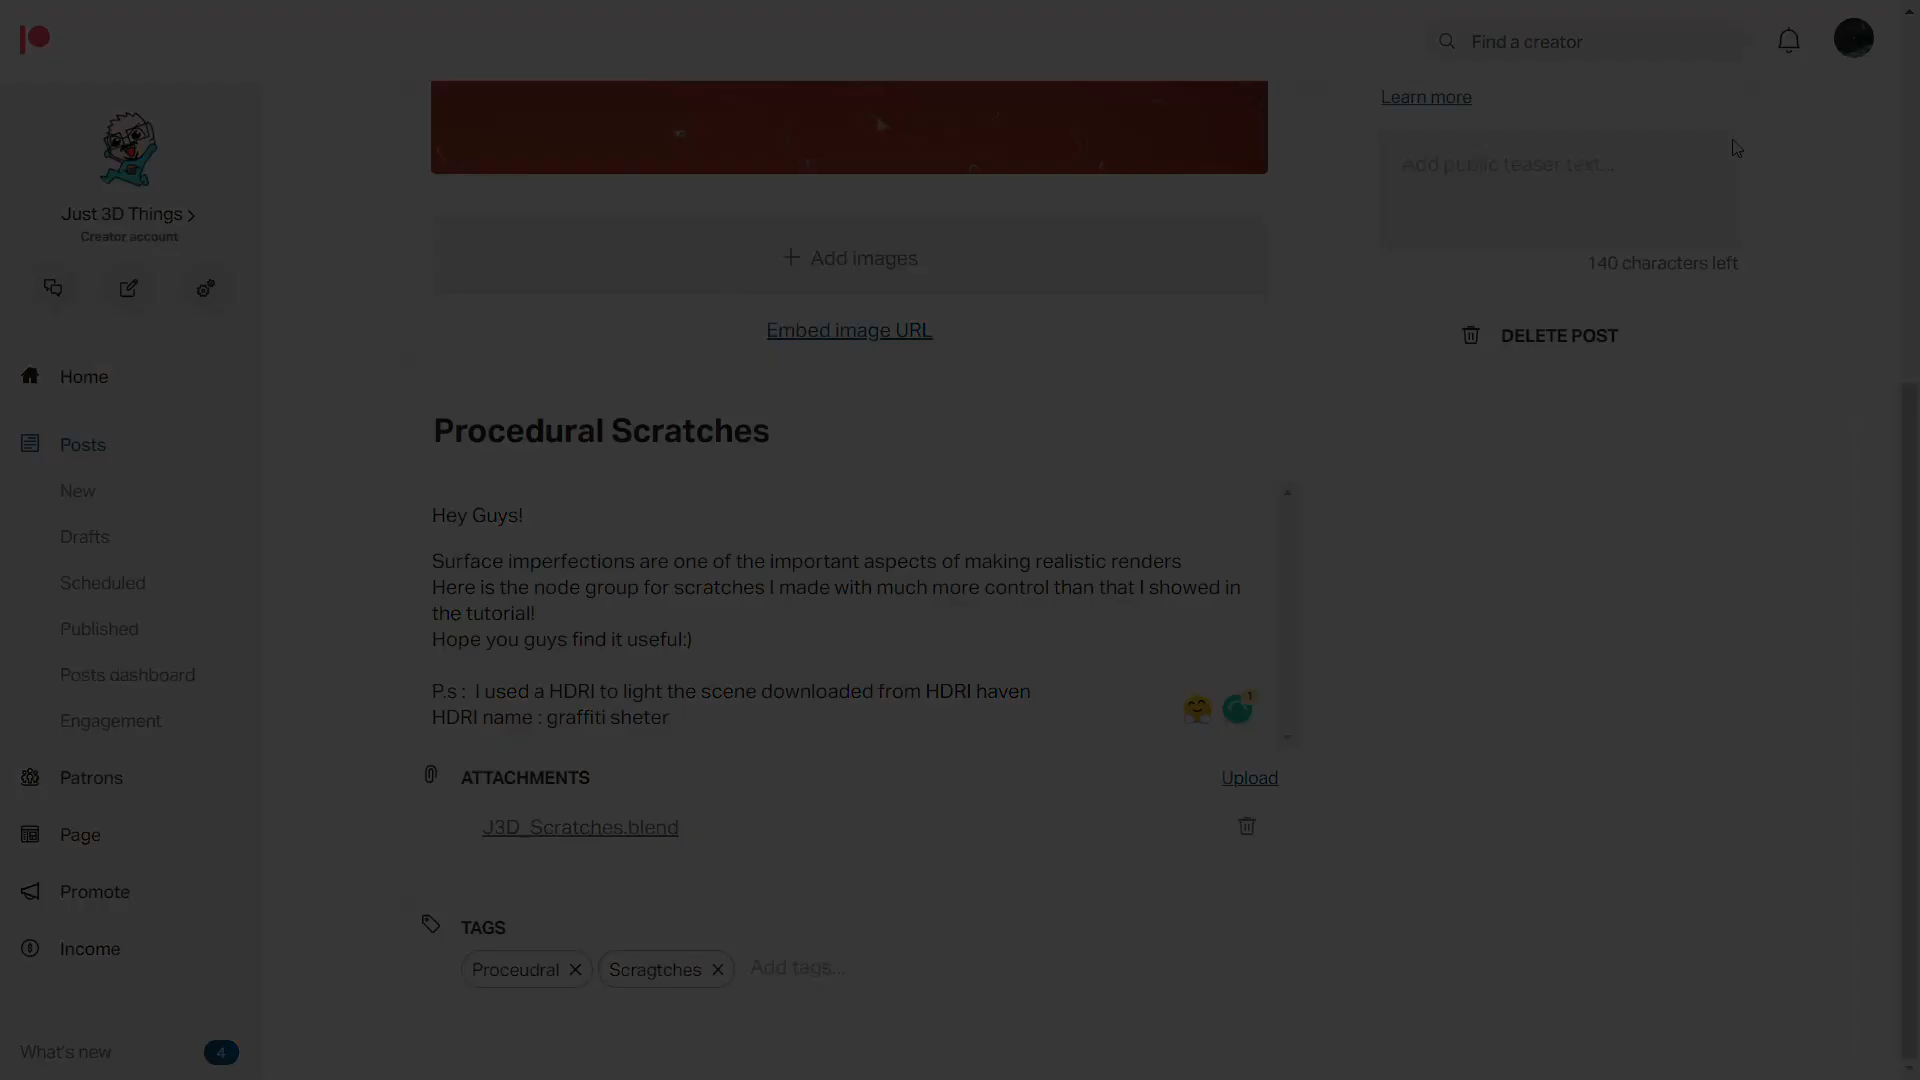 Find a creator
Just 3D Things
Creator account
Home
Posts
New
Drafts
Scheduled
Published
Posts dashboard
Engagement
Patrons
Page
Promote
Income
What's new
4
Add images
Embed image URL
Procedural Scratches
Hey Guys!
Surface imperfections are one of the important aspects of making realistic renders
Here is the node group for scratches I made with much more control than that I showed in
the tutorial!
Hope you guys find it useful:)
P.s : I used a HDRI to light the scene downloaded from HDRI haven
HDRI name : graffiti sheter
1
ATTACHMENTS
Upload
J3D_Scratches.blend
TAGS
Proceudral
Scragtches
Add tags...
Learn more
Add public teaser text...
140 characters left
DELETE POST